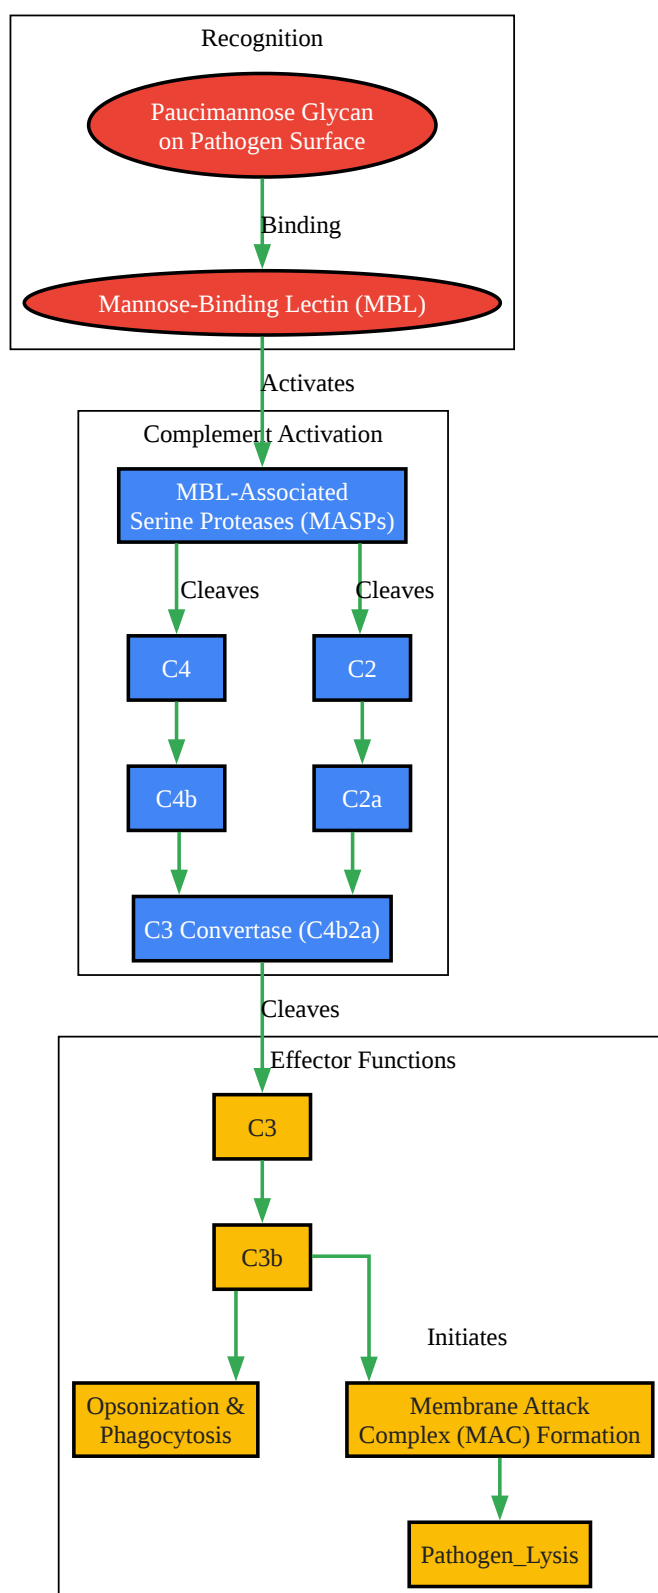 Recognition
Paucimannose Glycan
on Pathogen Surface
Binding
Mannose-Binding Lectin (MBL)
Activates
Complement Activation
MBL-Associated
Serine Proteases (MASPs)
Cleaves
Cleaves
C4
C2
C4b
C2a
C3 Convertase (C4b2a)
Cleaves
Effector Functions
C3
C3b
Initiates
Opsonization &
Phagocytosis
Membrane Attack
Complex (MAC) Formation
Pathogen_Lysis